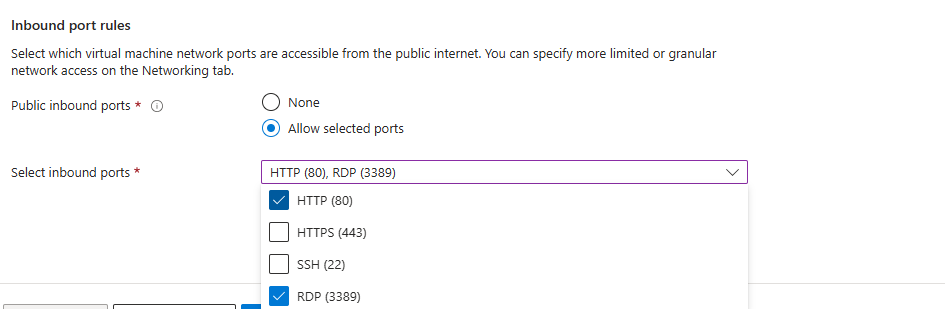 Inbound port rules
Select which virtual machine network ports are accessible from the public internet. You can specify more limited or granular
network access on the Networking tab.
Public inbound ports *
None
Allow selected ports
Select inbound ports *
HTTP (80), RDP (3389)
HTTP (80)
HTTPS (443)
SSH (22)
RDP (3389)